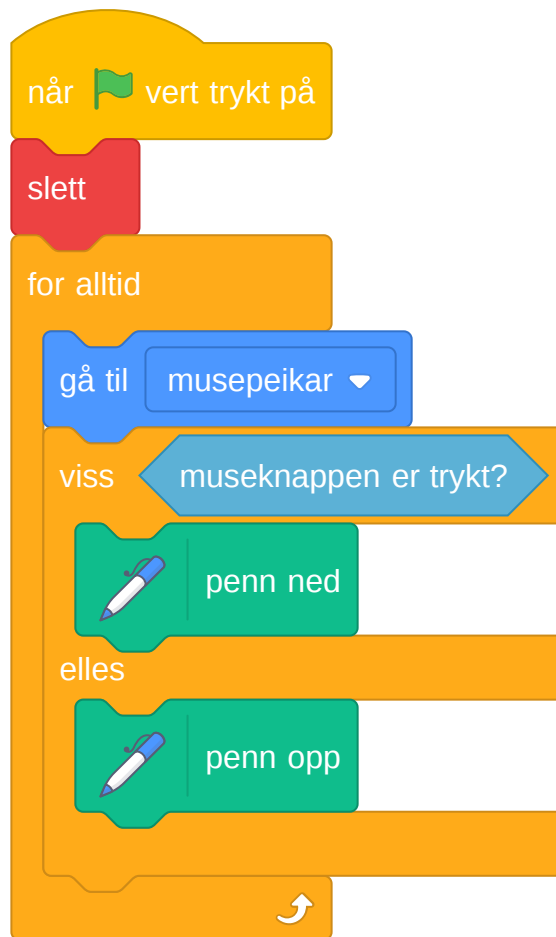 når vert trykt på
slett
for alltid
gå til musepeikar
viss museknappen er trykt?
penn ned
elles
penn opp